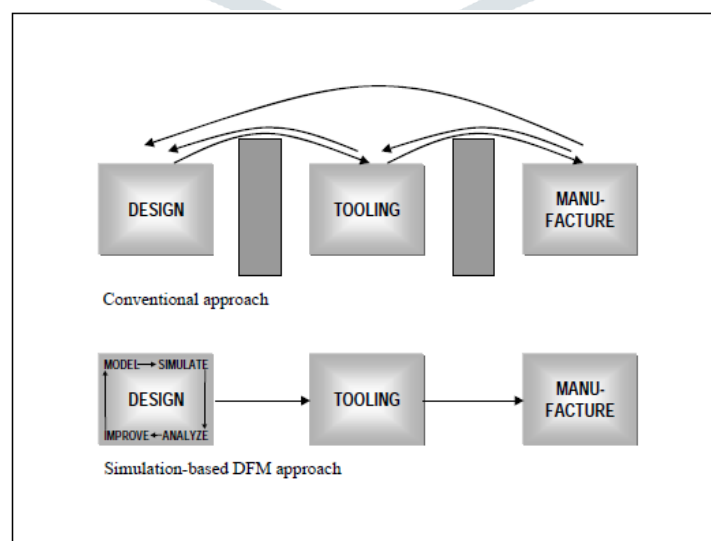 DESIGN
TOOLING
MANU-
FACTURE
Conventional approach
MODEL SIMULATE
DESIGN
IMPROVE ANALYZE
TOOLING
MANU-
FACTURE
Simulation-based DFM approach